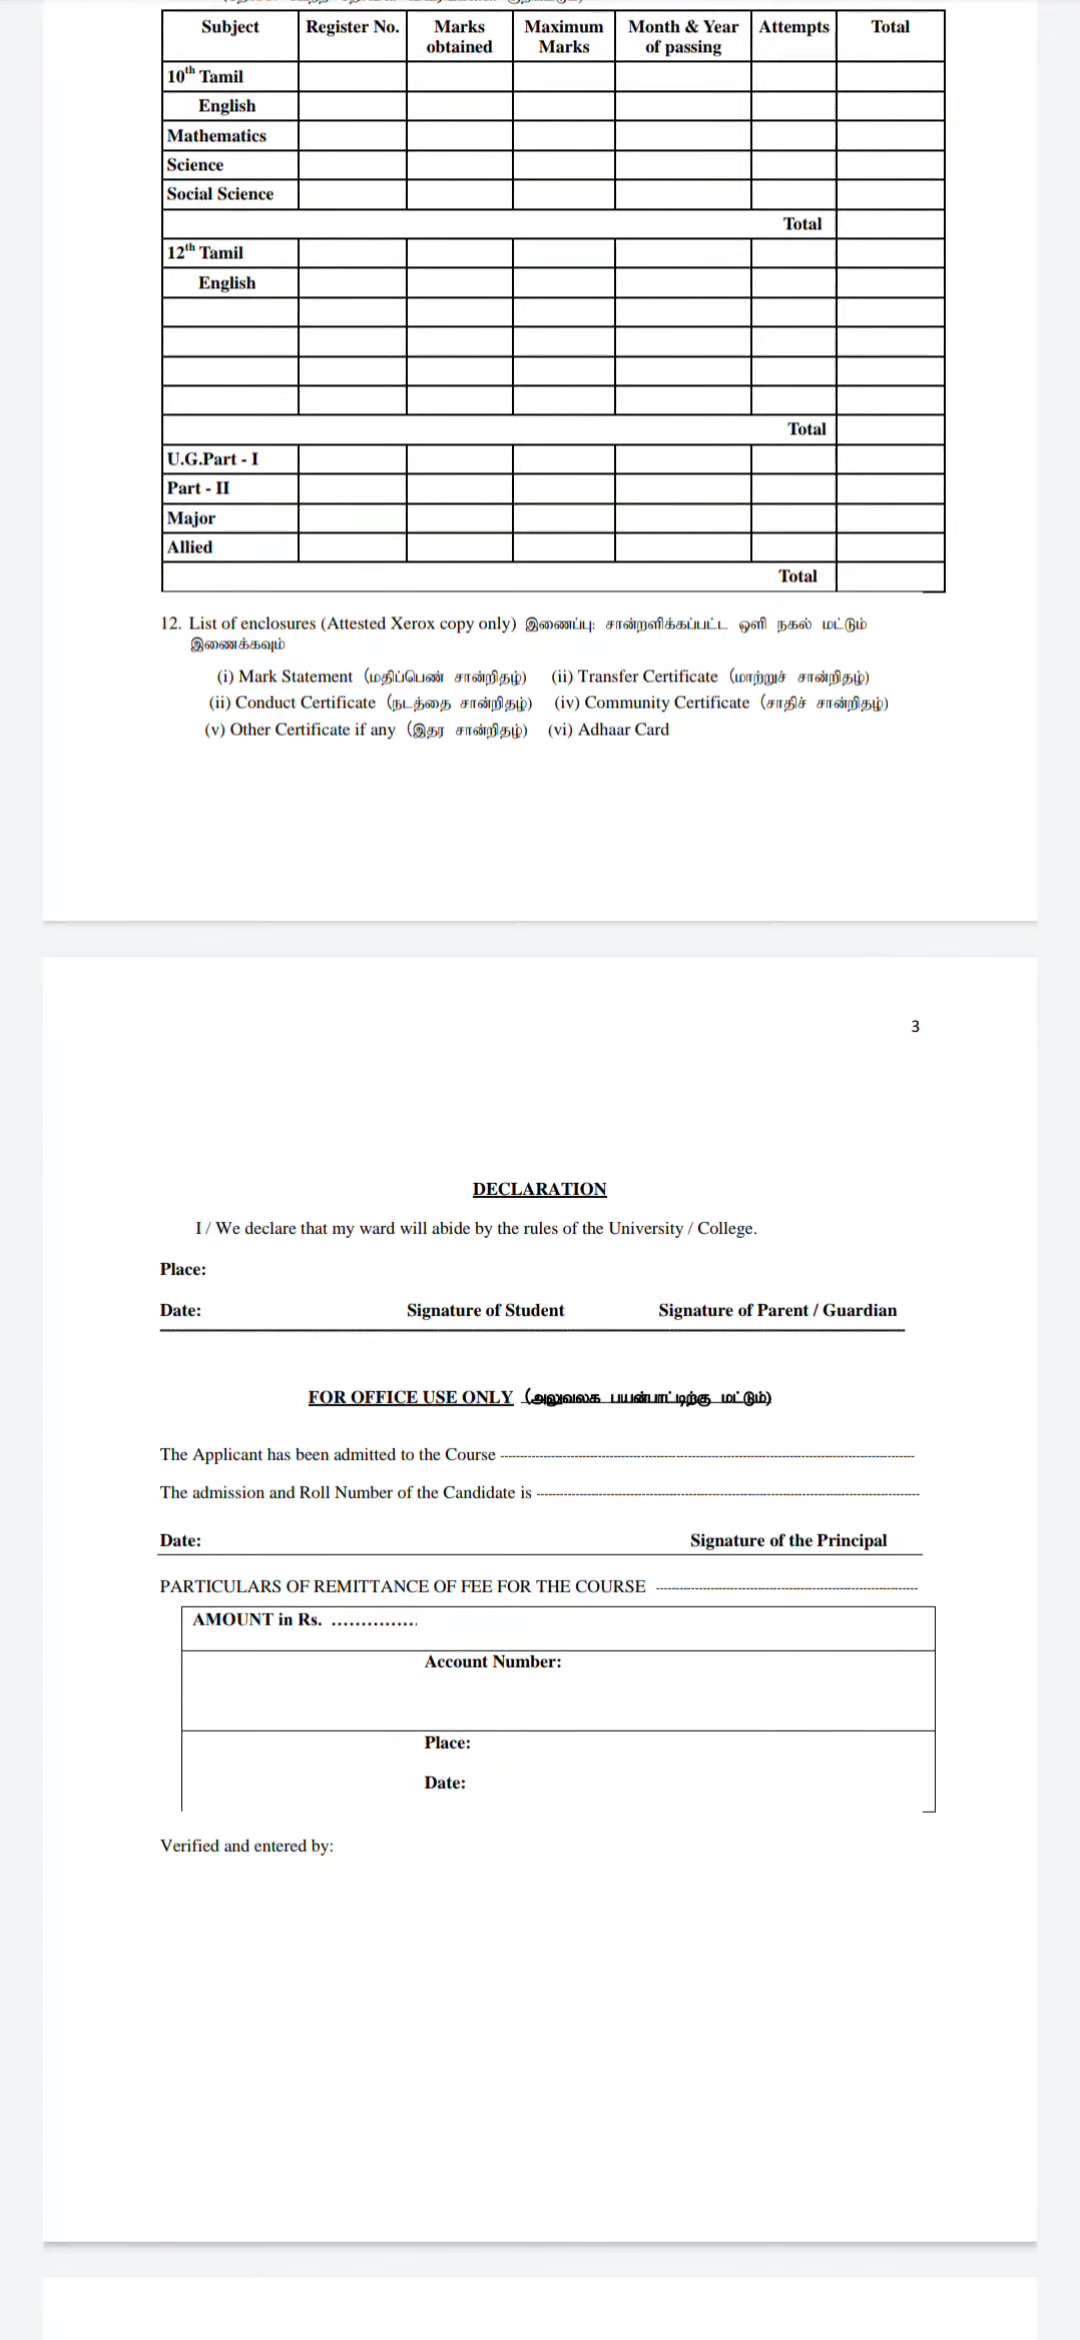 Subject Register No. Marks obtained Maximum Marks Month & Year of passing Attempts Total
10th Tamil
English
Mathematics
Science
Social Science
Total
12th Tamil
English
Total
U.G.Part - I
Part - II
Major
Allied
Total
12. List of enclosures (Attested Xerox copy only) இணைப்பு: சான்றளிக்கப்பட்ட ஒளி நகல் மட்டும்
இணைக்கவும்
(i) Mark Statement (மதிப்பெண் சான்றிதழ்) (ii) Transfer Certificate (மாற்றுச் சான்றிதழ்)
(ii) Conduct Certificate (நடத்தை சான்றிதழ்) (iv) Community Certificate (சாதிச் சான்றிதழ்)
(v) Other Certificate if any (இதர சான்றிதழ்) (vi) Adhaar Card
3
DECLARATION
I / We declare that my ward will abide by the rules of the University / College.
Place:
Date: Signature of Student Signature of Parent / Guardian
FOR OFFICE USE ONLY (அலுவலக பயன்பாட்டிற்கு மட்டும்)
The Applicant has been admitted to the Course ----------
The admission and Roll Number of the Candidate is ----------
Date: Signature of the Principal
PARTICULARS OF REMITTANCE OF FEE FOR THE COURSE ----------
AMOUNT in Rs. ...............
Account Number:
Place:
Date:
Verified and entered by: